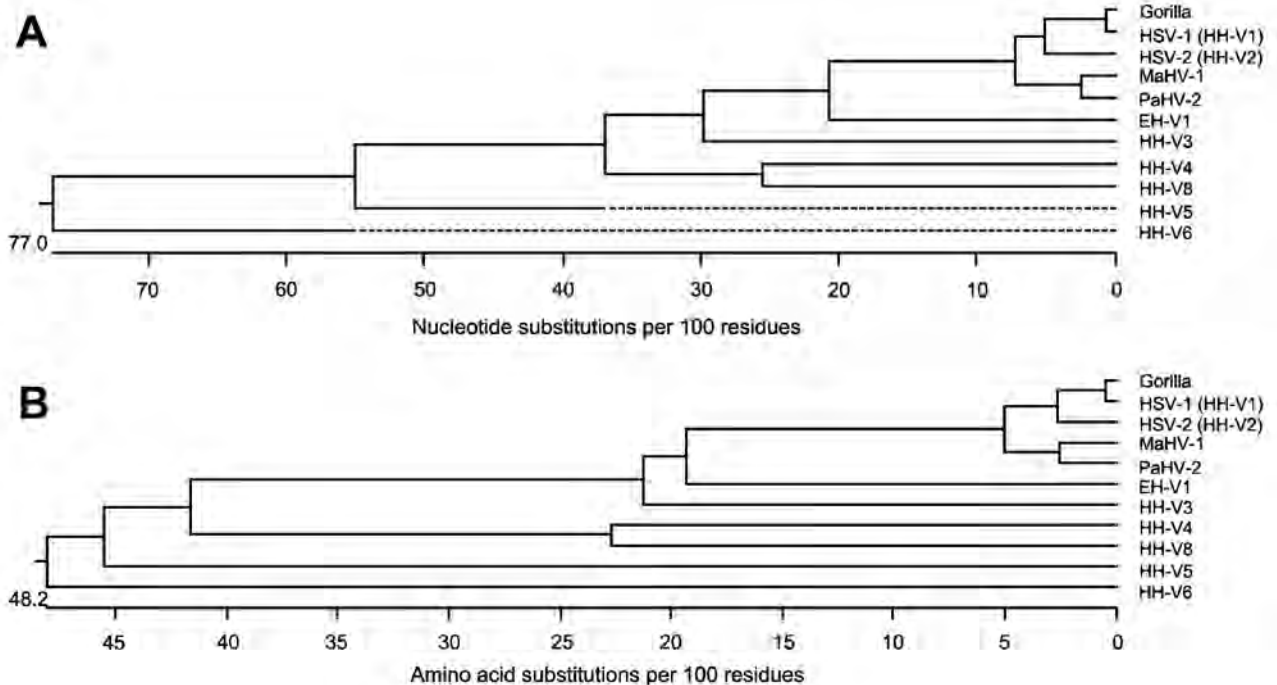 A
Gorilla
HSV-1 (HH-V1)
HSV-2 (HH-V2)
MaHV-1
PaHV-2
EH-V1
HH-V3
HH-V4
HH-V8
HH-V5
HH-V6
77.0
70 60 50 40 30 20 10 0
Nucleotide substitutions per 100 residues
B
Gorilla
HSV-1 (HH-V1)
HSV-2 (HH-V2)
MaHV-1
PaHV-2
EH-V1
HH-V3
HH-V4
HH-V8
HH-V5
HH-V6
48.2
45 40 35 30 25 20 15 10 5 0
Amino acid substitutions per 100 residues